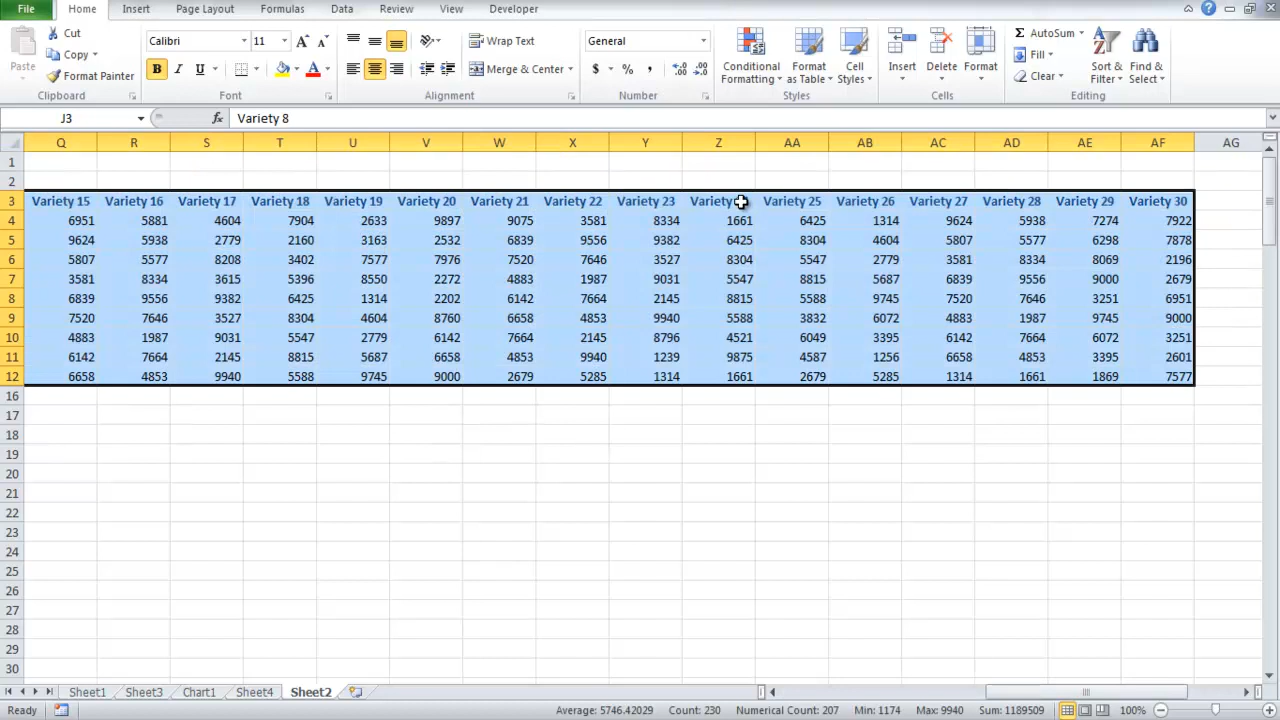 File Home Insert Page Layout Formulas Data Review View Developer
Paste Cut Calibri 11 Wrap Text General Conditional Formatting Format as Table Cell Styles Insert Delete Format AutoSum Sort & Filter Find & Select
Copy Fill
Format Painter B I U A Merge & Center $ % , Clear
Clipboard Font Alignment Number Styles Cells Editing
J3 fx Variety 8
Q R S T U V W X Y Z AA AB AC AD AE AF AG
1
2
3 Variety 15 Variety 16 Variety 17 Variety 18 Variety 19 Variety 20 Variety 21 Variety 22 Variety 23 Variety Variety 25 Variety 26 Variety 27 Variety 28 Variety 29 Variety 30
4 6951 5881 4604 7904 2633 9897 9075 3581 8334 1661 6425 1314 9624 5938 7274 7922
5 9624 5938 2779 2160 3163 2532 6839 9556 9382 6425 8304 4604 5807 5577 6298 7878
6 5807 5577 8208 3402 7577 7976 7520 7646 3527 8304 5547 2779 3581 8334 8069 2196
7 3581 8334 3615 5396 8550 2272 4883 1987 9031 5547 8815 5687 6839 9556 9000 2679
8 6839 9556 9382 6425 1314 2202 6142 7664 2145 8815 5588 9745 7520 7646 3251 6951
9 7520 7646 3527 8304 4604 8760 6658 4853 9940 5588 3832 6072 4883 1987 9745 9000
10 4883 1987 9031 5547 2779 6142 7664 2145 8796 4521 6049 3395 6142 7664 6072 3251
11 6142 7664 2145 8815 5687 6658 4853 9940 1239 9875 4587 1256 6658 4853 3395 2601
12 6658 4853 9940 5588 9745 9000 2679 5285 1314 1661 2679 5285 1314 1661 1869 7577
16
17
18
19
20
21
22
23
24
25
26
27
28
29
30
Sheet1 Sheet3 Chart1 Sheet4 Sheet2
Ready Average: 5746.42029 Count: 230 Numerical Count: 207 Min: 1174 Max: 9940 Sum: 1189509 100%